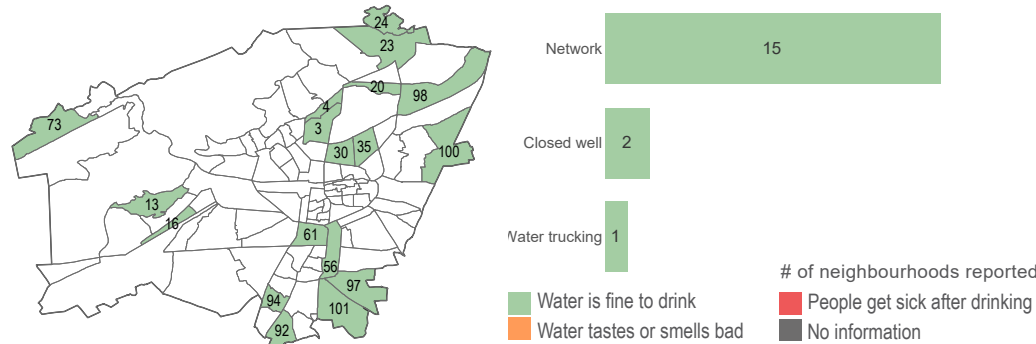 24
23
20
98
4
3
73
30
35
100
13
16
61
56
97
94
101
92
Network
15
Closed well
2
Water trucking
1
# of neighbourhoods reported
Water is fine to drink
People get sick after drinking
Water tastes or smells bad
No information